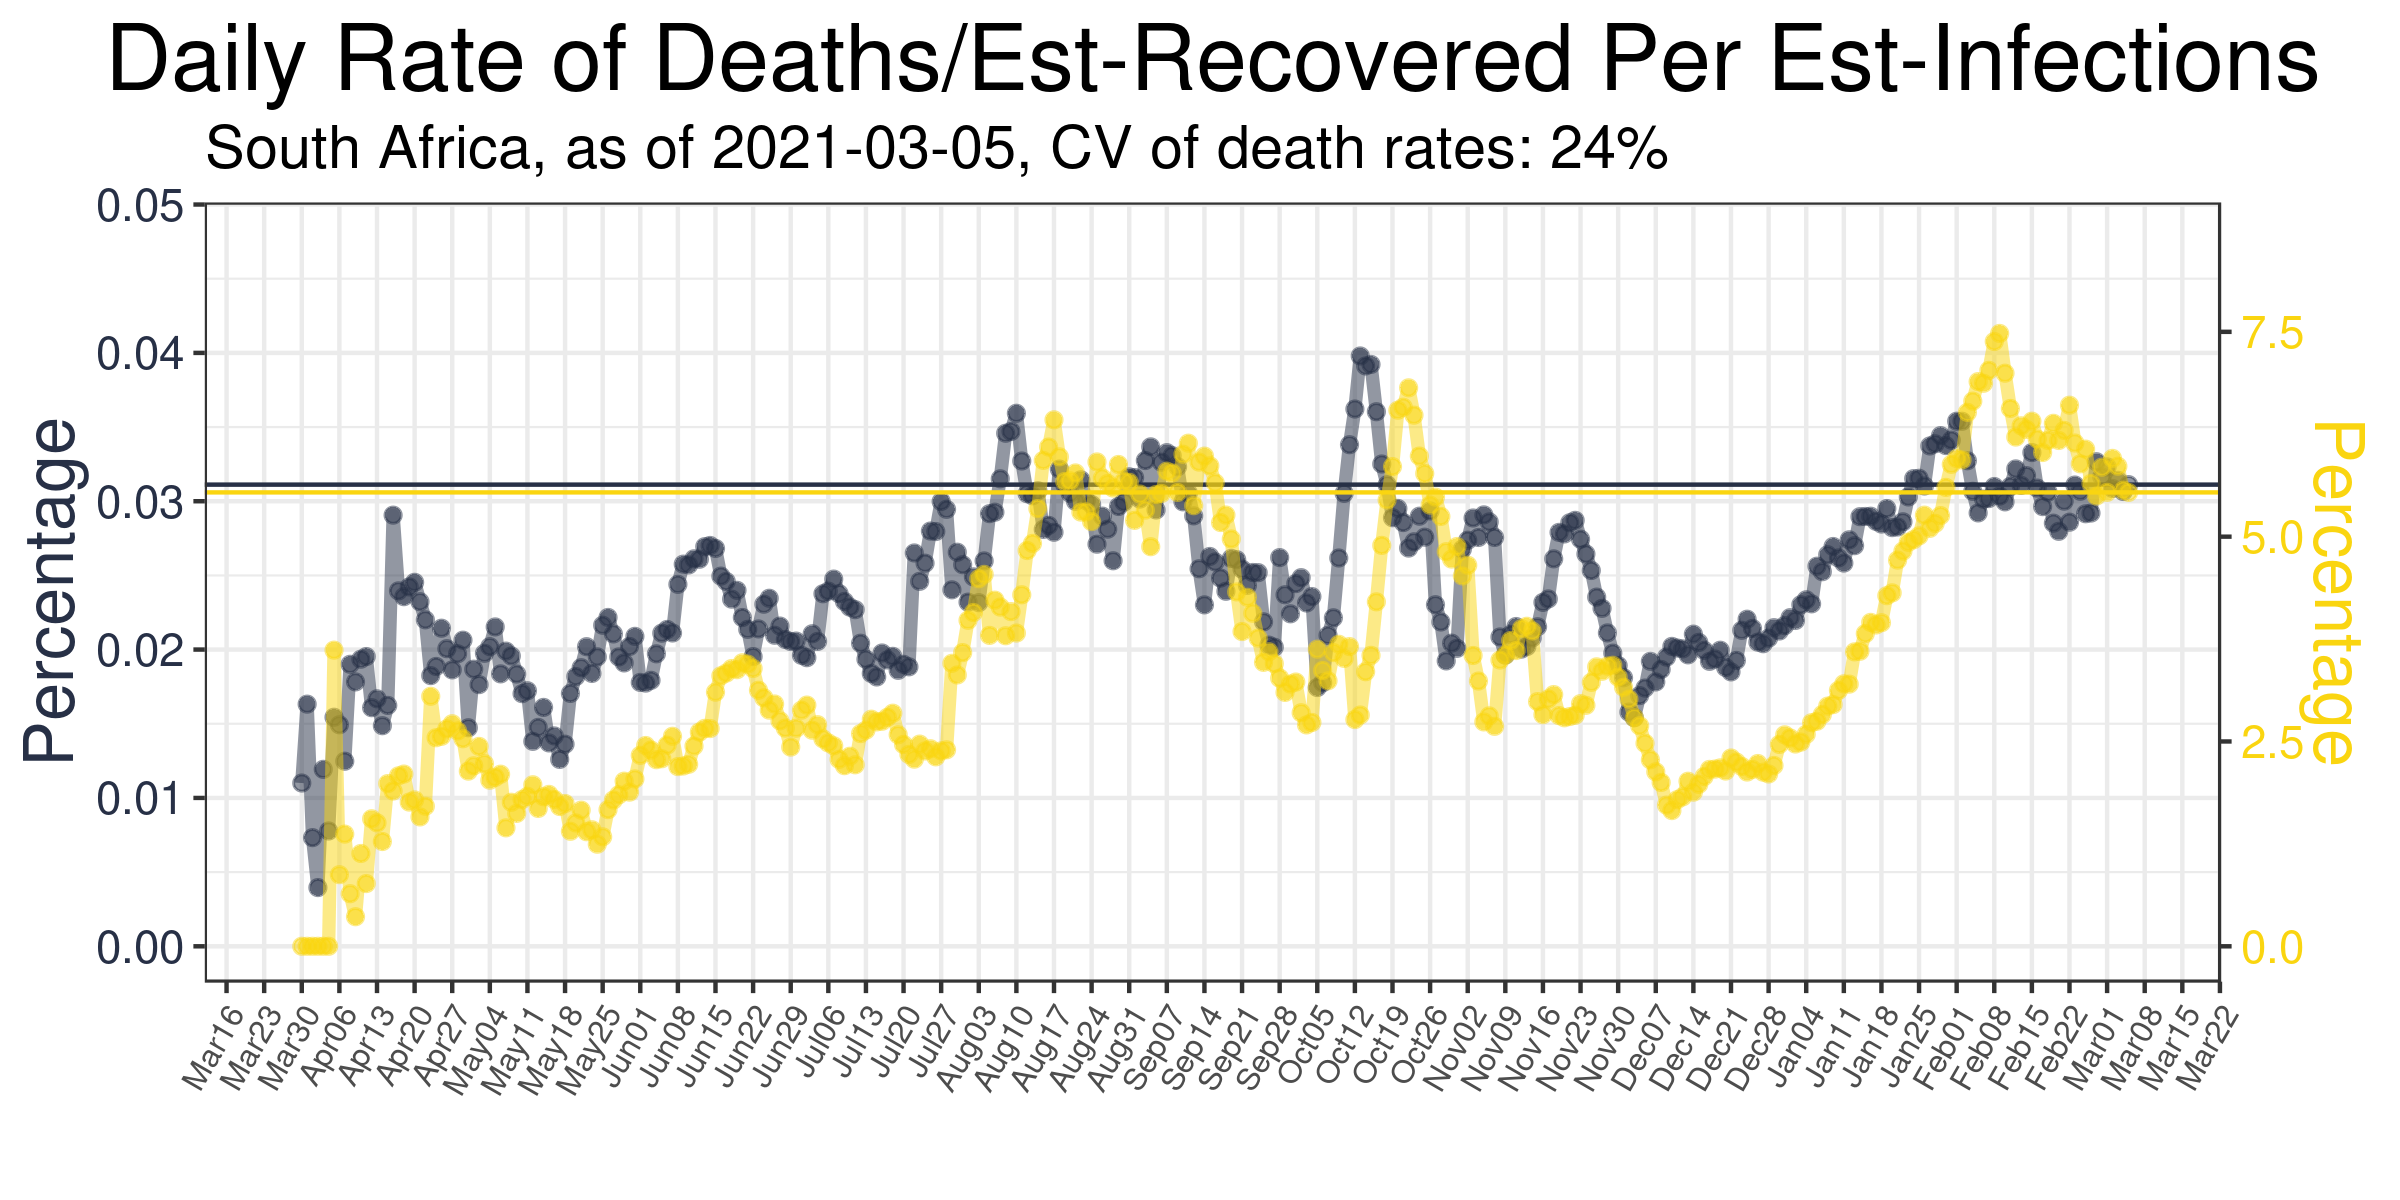 Daily Rate of Deaths/Est-Recovered Per Est-Infections
South Africa, as of 2021-03-05, CV of death rates: 24%
Percentage
0.05
0.04
0.03
0.02
0.01
0.00
7.5
5.0
2.5
0.0
Percentage
Mar16
Mar23
Mar30
Apr06
Apr13
Apr20
Apr27
May04
May11
May18
May25
Jun01
Jun08
Jun15
Jun22
Jun29
Jul06
Jul13
Jul20
Jul27
Aug03
Aug10
Aug17
Aug24
Aug31
Sep07
Sep14
Sep21
Sep28
Oct05
Oct12
Oct19
Oct26
Nov02
Nov09
Nov16
Nov23
Nov30
Dec07
Dec14
Dec21
Dec28
Dec04
Jan11
Jan18
Jan25
Feb01
Feb08
Feb15
Feb22
Mar01
Mar08
Mar15
Mar22